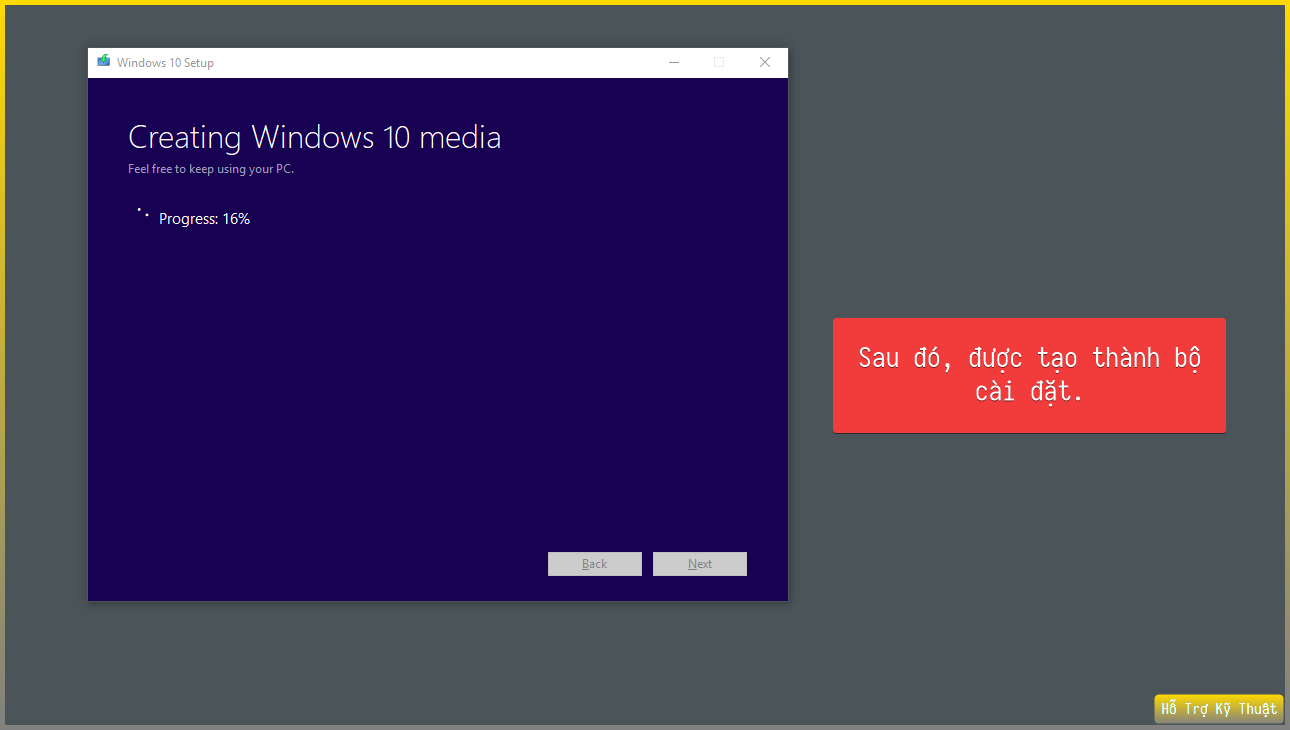 Windows 10 Setup
Creating Windows 10 media
Feel free to keep using your PC.
Progress: 16%
Sau đó, được tạo thành bộ
cài đặt.
Back
Next
Hỗ Trợ Kỹ Thuật